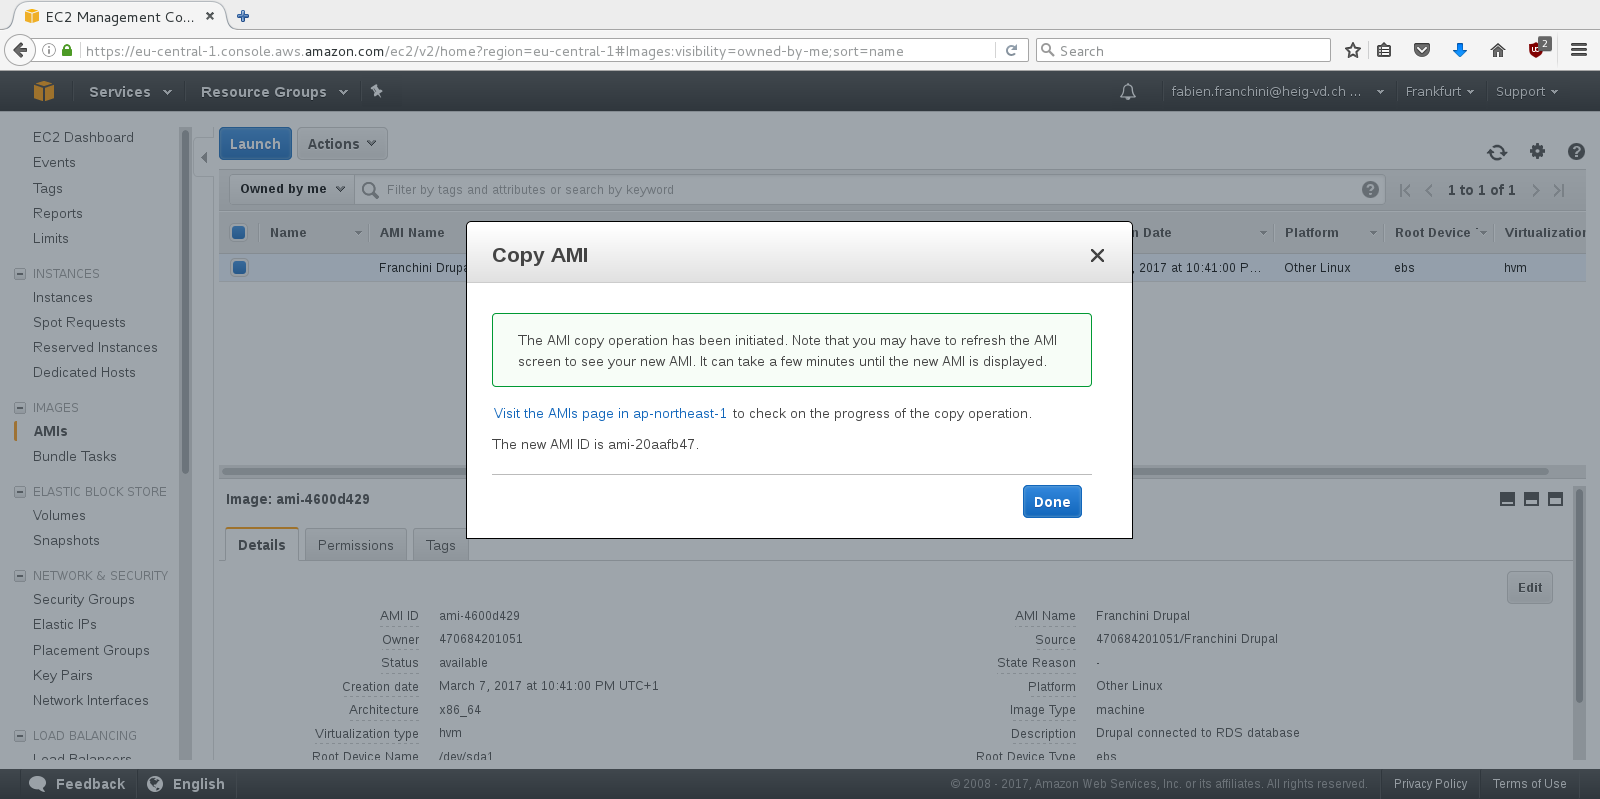 EC2 Management Co...
https://eu-central-1.console.aws.amazon.com/ec2/v2/home?region=eu-central-1#Images:visibility=owned-by-me;sort=name
Search
2
Services
Resource Groups
fabien.franchini@heig-vd.ch ...
Frankfurt
Support
EC2 Dashboard
Events
Tags
Reports
Limits
INSTANCES
Instances
Spot Requests
Reserved Instances
Dedicated Hosts
IMAGES
AMIs
Bundle Tasks
ELASTIC BLOCK STORE
Volumes
Snapshots
NETWORK & SECURITY
Security Groups
Elastic IPs
Placement Groups
Key Pairs
Network Interfaces
LOAD BALANCING
Load Balancers
Launch
Actions
Owned by me
Filter by tags and attributes or search by keyword
1 to 1 of 1
Name
AMI Name
n Date
Platform
Root Device
Virtualization
Franchini Drupa
, 2017 at 10:41:00 P...
Other Linux
ebs
hvm
Copy AMI
The AMI copy operation has been initiated. Note that you may have to refresh the AMI
screen to see your new AMI. It can take a few minutes until the new AMI is displayed.
Visit the AMIs page in ap-northeast-1 to check on the progress of the copy operation.
The new AMI ID is ami-20aafb47.
Done
Image: ami-4600d429
Details
Permissions
Tags
Edit
AMI ID ami-4600d429
Owner 470684201051
Status available
Creation date March 7, 2017 at 10:41:00 PM UTC+1
Architecture x86_64
Virtualization type hvm
Root Device Name /dev/sda1
AMI Name Franchini Drupal
Source 470684201051/Franchini Drupal
State Reason -
Platform Other Linux
Image Type machine
Description Drupal connected to RDS database
Root Device Type ebs
Feedback
English
© 2008 - 2017, Amazon Web Services, Inc. or its affiliates. All rights reserved.
Privacy Policy
Terms of Use